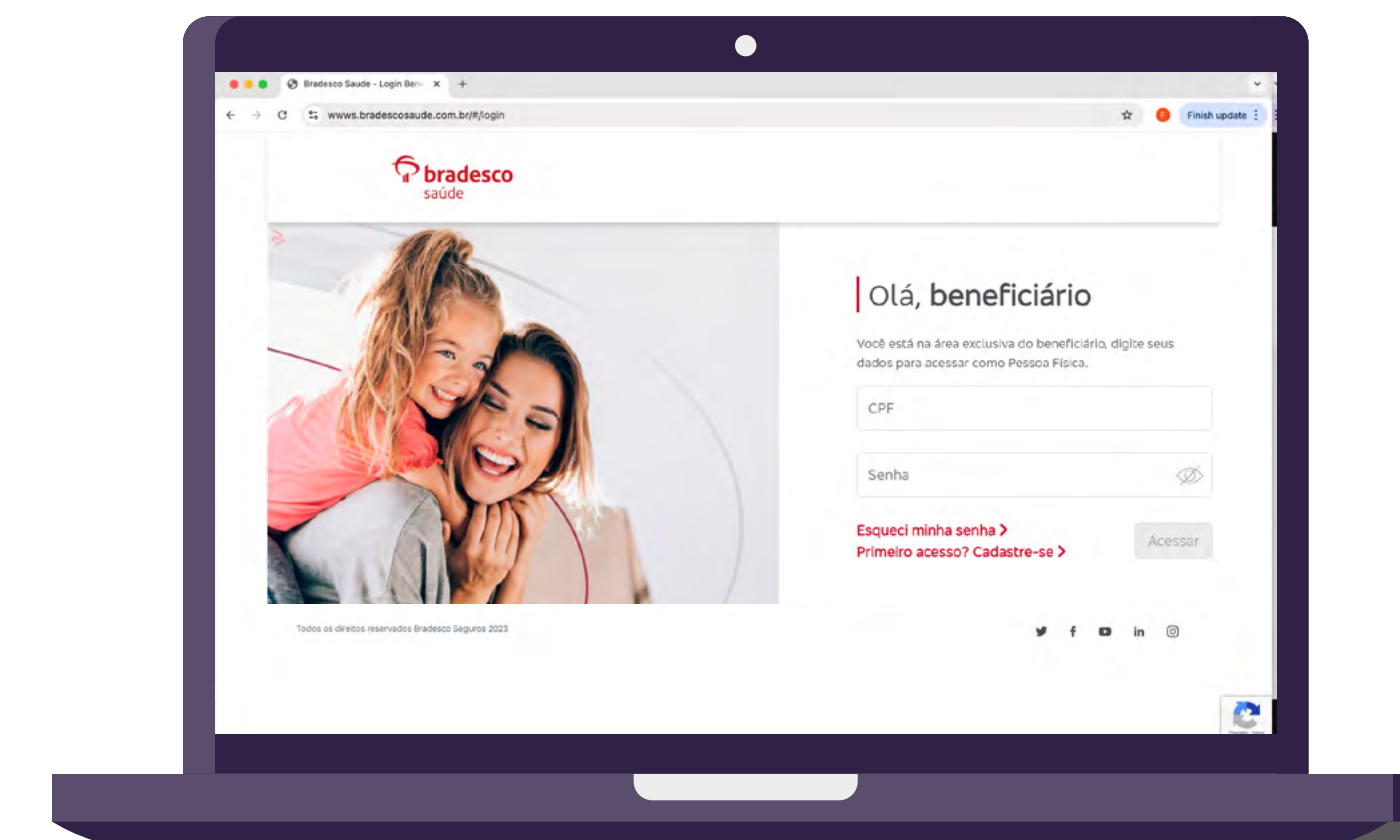 Bradesco Saude - Login Ben
wwws.bradescosaude.com.br/#/login
F
Finish update
bradesco
saúde
Olá, beneficiário
Você está na área exclusiva do beneficiário, digite seus
dados para acessar como Pessoa Física.
CPF
Senha
Esqueci minha senha
Acessar
Primeiro acesso? Cadastre-se
Todos os direitos reservados Bradesco Seguros 2023